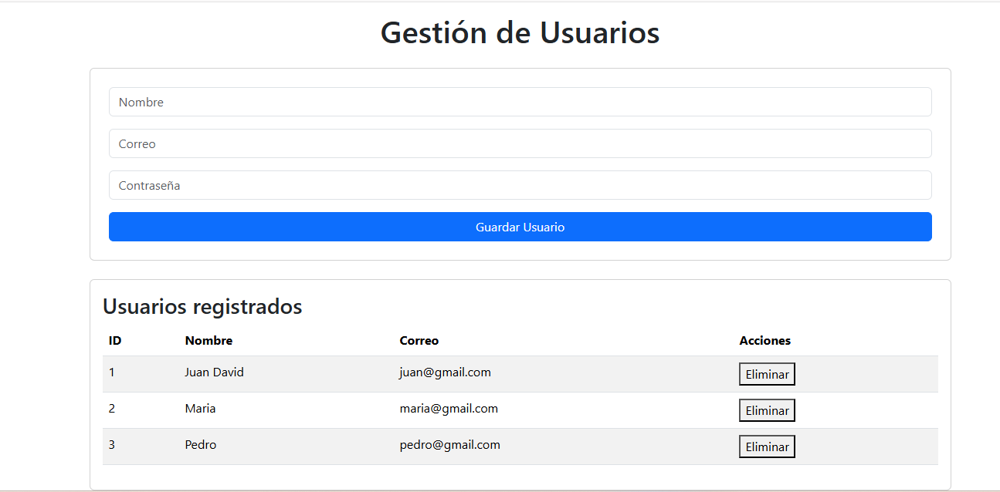 Gestión de Usuarios
Nombre
Correo
Contraseña
Guardar Usuario
Usuarios registrados
ID Nombre Correo Acciones
1 Juan David juan@gmail.com Eliminar
2 Maria maria@gmail.com Eliminar
3 Pedro pedro@gmail.com Eliminar